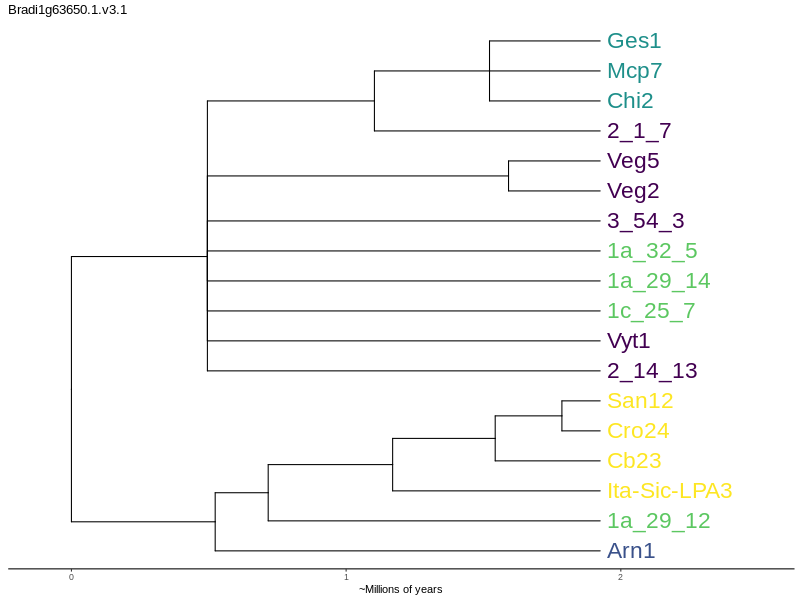 Bradi1g63650.1.v3.1
Ges1
Mcp7
Chi2
2_1_7
Veg5
Veg2
3_54_3
1a_32_5
1a_29_14
1c_25_7
Vyt1
2_14_13
San12
Cro24
Cb23
Ita-Sic-LPA3
1a_29_12
Arn1
0 1 2
~Millions of years